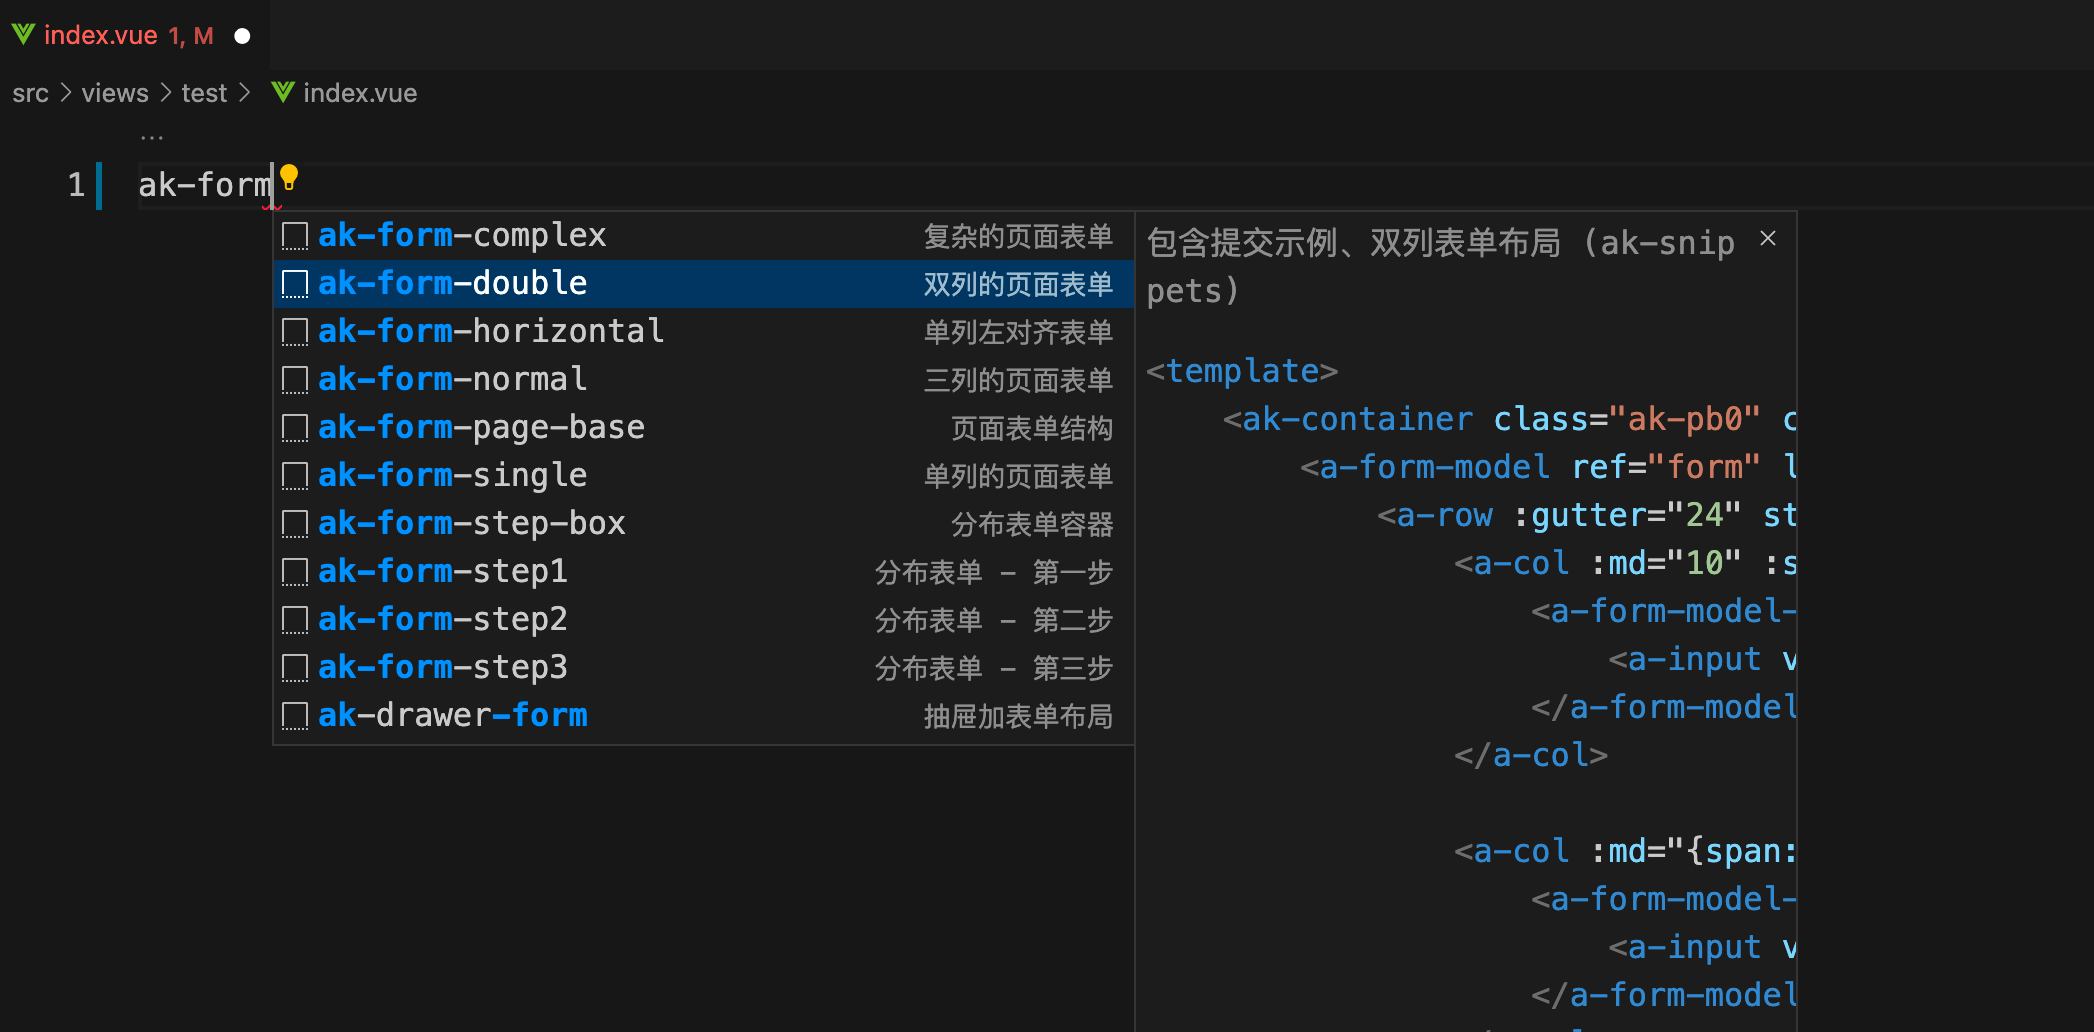 index.vue 1, M
src > views > test > index.vue
...
1 ak-form
ak-form-complex 复杂的页面表单
ak-form-double 双列的页面表单
ak-form-horizontal 单列左对齐表单
ak-form-normal 三列的页面表单
ak-form-page-base 页面表单结构
ak-form-single 单列的页面表单
ak-form-step-box 分布表单容器
ak-form-step1 分布表单 - 第一步
ak-form-step2 分布表单 - 第二步
ak-form-step3 分布表单 - 第三步
ak-drawer-form 抽屉加表单布局
包含提交示例、双列表单布局 (ak-snip
pets)
<template>
<ak-container class="ak-pb0" c
<a-form-model ref="form" l
<a-row :gutter="24" st
<a-col :md="10" :s
<a-form-model-
<a-input v
</a-form-model
</a-col>
<a-col :md="{span:
<a-form-model-
<a-input v
</a-form-model